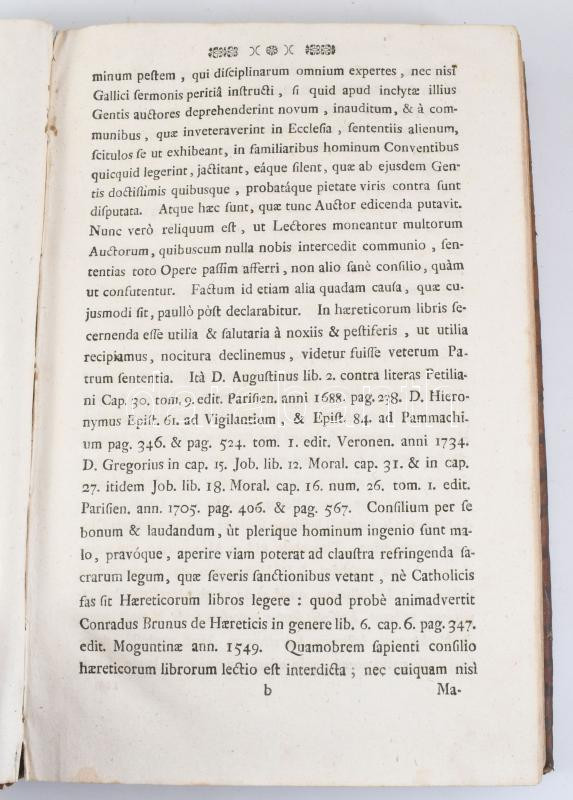 minum peſtem , qui diſciplinarum omnium expertes , nec niſi
Gallici ſermonis peritiâ inſtructi , ſi quid apud inclytæ illius
Gentis auctores deprehenderint novum , inauditum, & à com-
munibus , quæ inveteraverint in Eccleſia , ſententiis alienum,
ſcitulos ſe ut exhibeant, in familiaribus hominum Conventibus
quicquid legerint, jactitant, eáque ſilent, quæ ab ejusdem Gen-
tis doctiſſimis quibusque , probatáque pietate viris contra ſunt
diſputata. Atque hæc ſunt, quæ tunc Auctor edicenda putavit.
Nunc verò reliquum eſt , ut Lectores moneantur multorum
Auctorum, quibuscum nulla nobis intercedit communio , ſen-
tentias toto Opere paſſim afferri , non alio ſanè conſilio, quàm
ut confutentur. Factum id etiam alia quadam cauſa, quæ cu-
jusmodi ſit, paullò pòſt declarabitur. In hæreticorum libris ſe-
cernenda eſſe utilia & ſalutaria à noxiis & peſtiferis , ut utilia
recipiamus, nocitura declinemus, videtur fuiſſe veterum Pa-
trum ſententia. Ità D. Auguſtinus lib. 2. contra literas Petilia-
ni Cap. 30. tom. 9. edit. Pariſien. anni 1688. pag. 238. D. Hiero-
nymus Epiſt. 61. ad Vigilantium , & Epiſt. 84. ad Pammachi-
um pag. 346. & pag. 524. tom. 1. edit. Veronen. anni 1734.
D. Gregorius in cap. 15. Job. lib. 12. Moral. cap. 31. & in cap.
27. itidem Job. lib. 18. Moral. cap. 16. num. 26. tom. 1. edit.
Pariſien. ann. 1705. pag. 406. & pag. 567. Conſilium per ſe
bonum & laudandum, ùt plerique hominum ingenio ſunt ma-
lo, pravóque, aperire viam poterat ad clauſtra refringenda ſa-
crarum legum, quæ ſeveris ſanctionibus vetant , nè Catholicis
fas ſit Hæreticorum libros legere : quod probè animadvertit
Conradus Brunus de Hæreticis in genere lib. 6. cap. 6. pag. 347.
edit. Moguntinæ ann. 1549. Quamobrem ſapienti conſilio
hæreticorum librorum lectio eſt interdicta ; nec cuiquam niſi
b Ma-